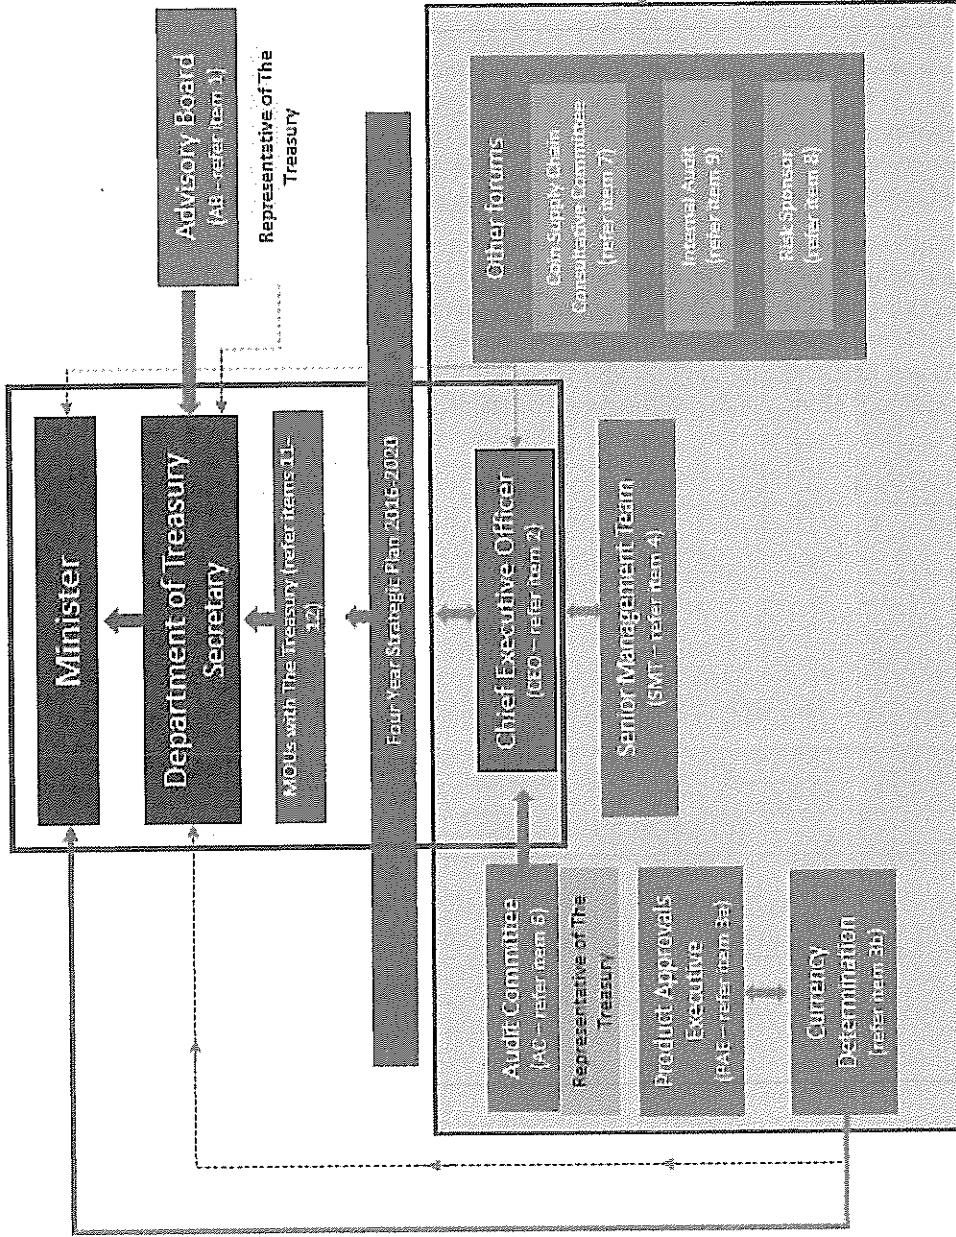 Minister
Department of Treasury
Secretary
MOUs with The Treasury (refer items 11-
12)
Advisory Board
(AB – refer item 1)
Representative of The
Treasury
Four Year Strategic Plan 2016-2020
Audit Committee
(AC – refer item 6)
Representative of The
Treasury
Product Approvals
Executive
(PAE – refer item 3a)
Currency
Determination
(refer item 3b)
Chief Executive Officer
(CEO – refer item 2)
Senior Management Team
(SMT – refer item 4)
Other forums
Coin Supply Chain
Consultative Committee
(refer item 7)
Internal Audit
(refer item 9)
Risk Sponsor
(refer item 8)